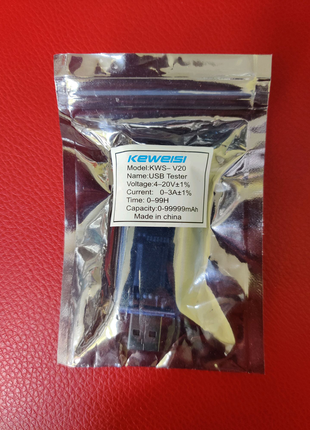 KEWEISI
Model:KWS- V20
Name:USB Tester
Voltage:4-20V±1%
Current: 0-3A±1%
Time: 0-99H
Capacity:0-99999mAh
Made in china